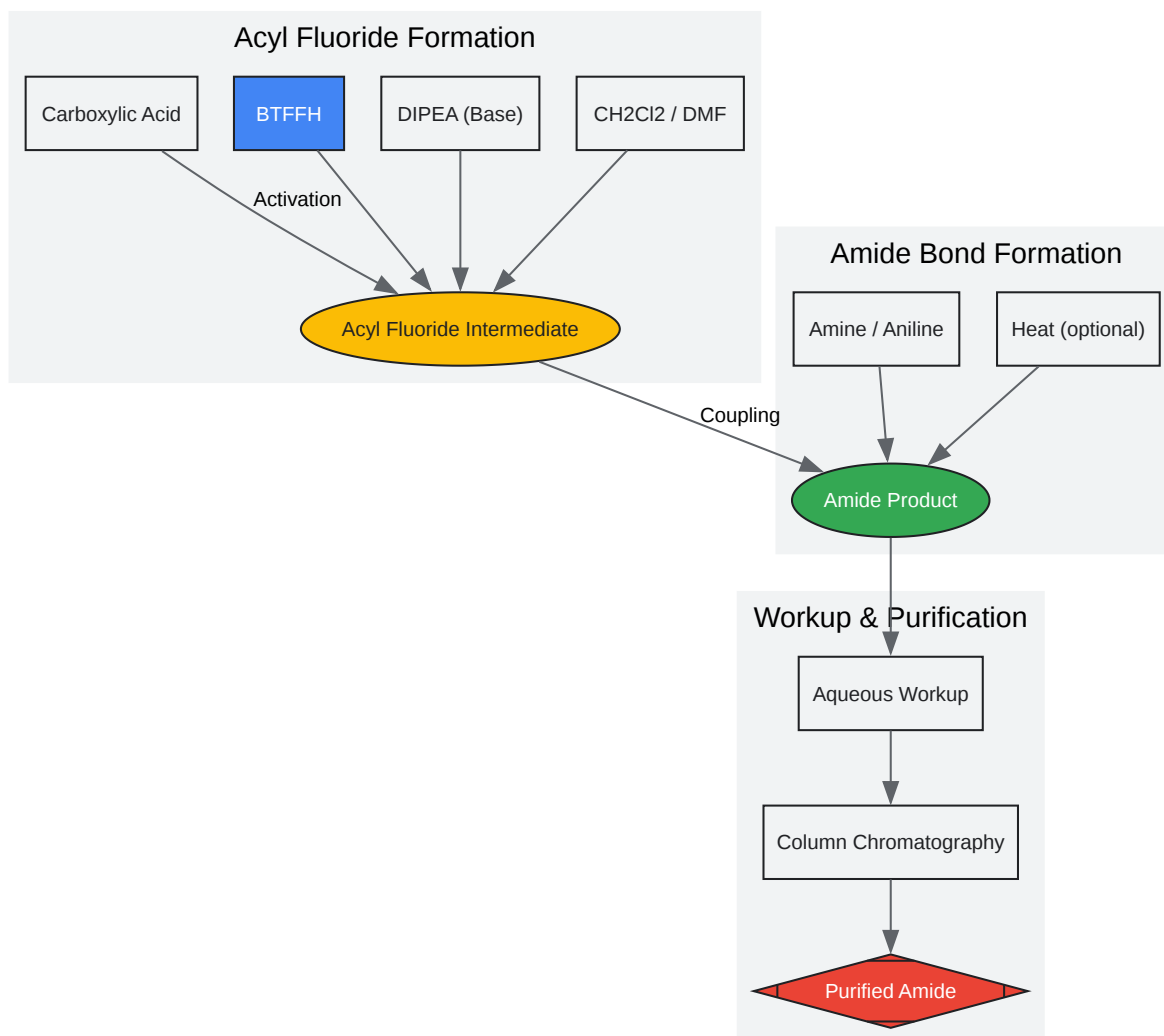 Acyl Fluoride Formation
Carboxylic Acid
BTFFH
DIPEA (Base)
CH2Cl2 / DMF
Activation
Acyl Fluoride Intermediate
Amide Bond Formation
Amine / Aniline
Heat (optional)
Coupling
Amide Product
Workup & Purification
Aqueous Workup
Column Chromatography
Purified Amide